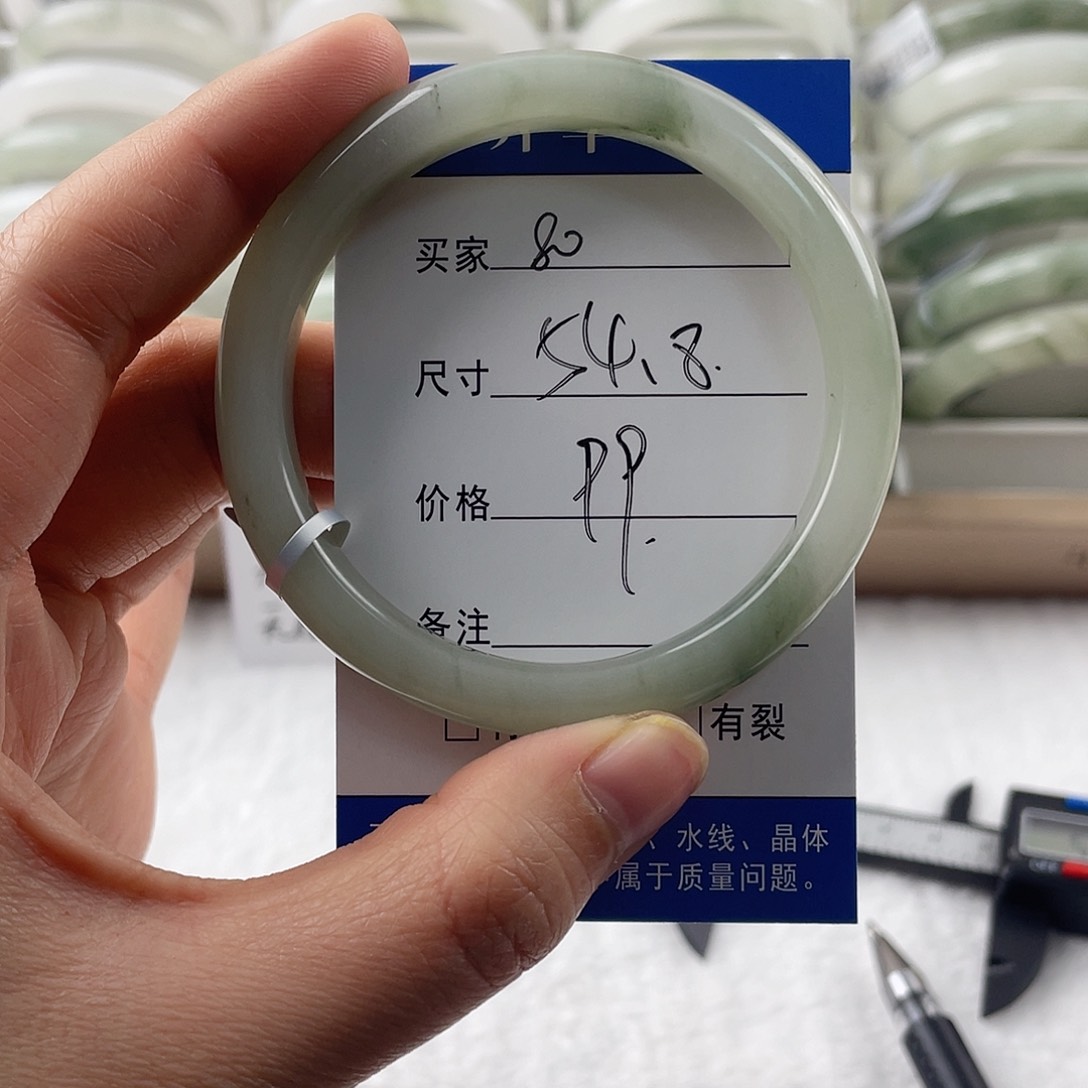 买家 80
尺寸 54.8.
价格 PP.
备注
有裂
、水线、晶体
属于质量问题。